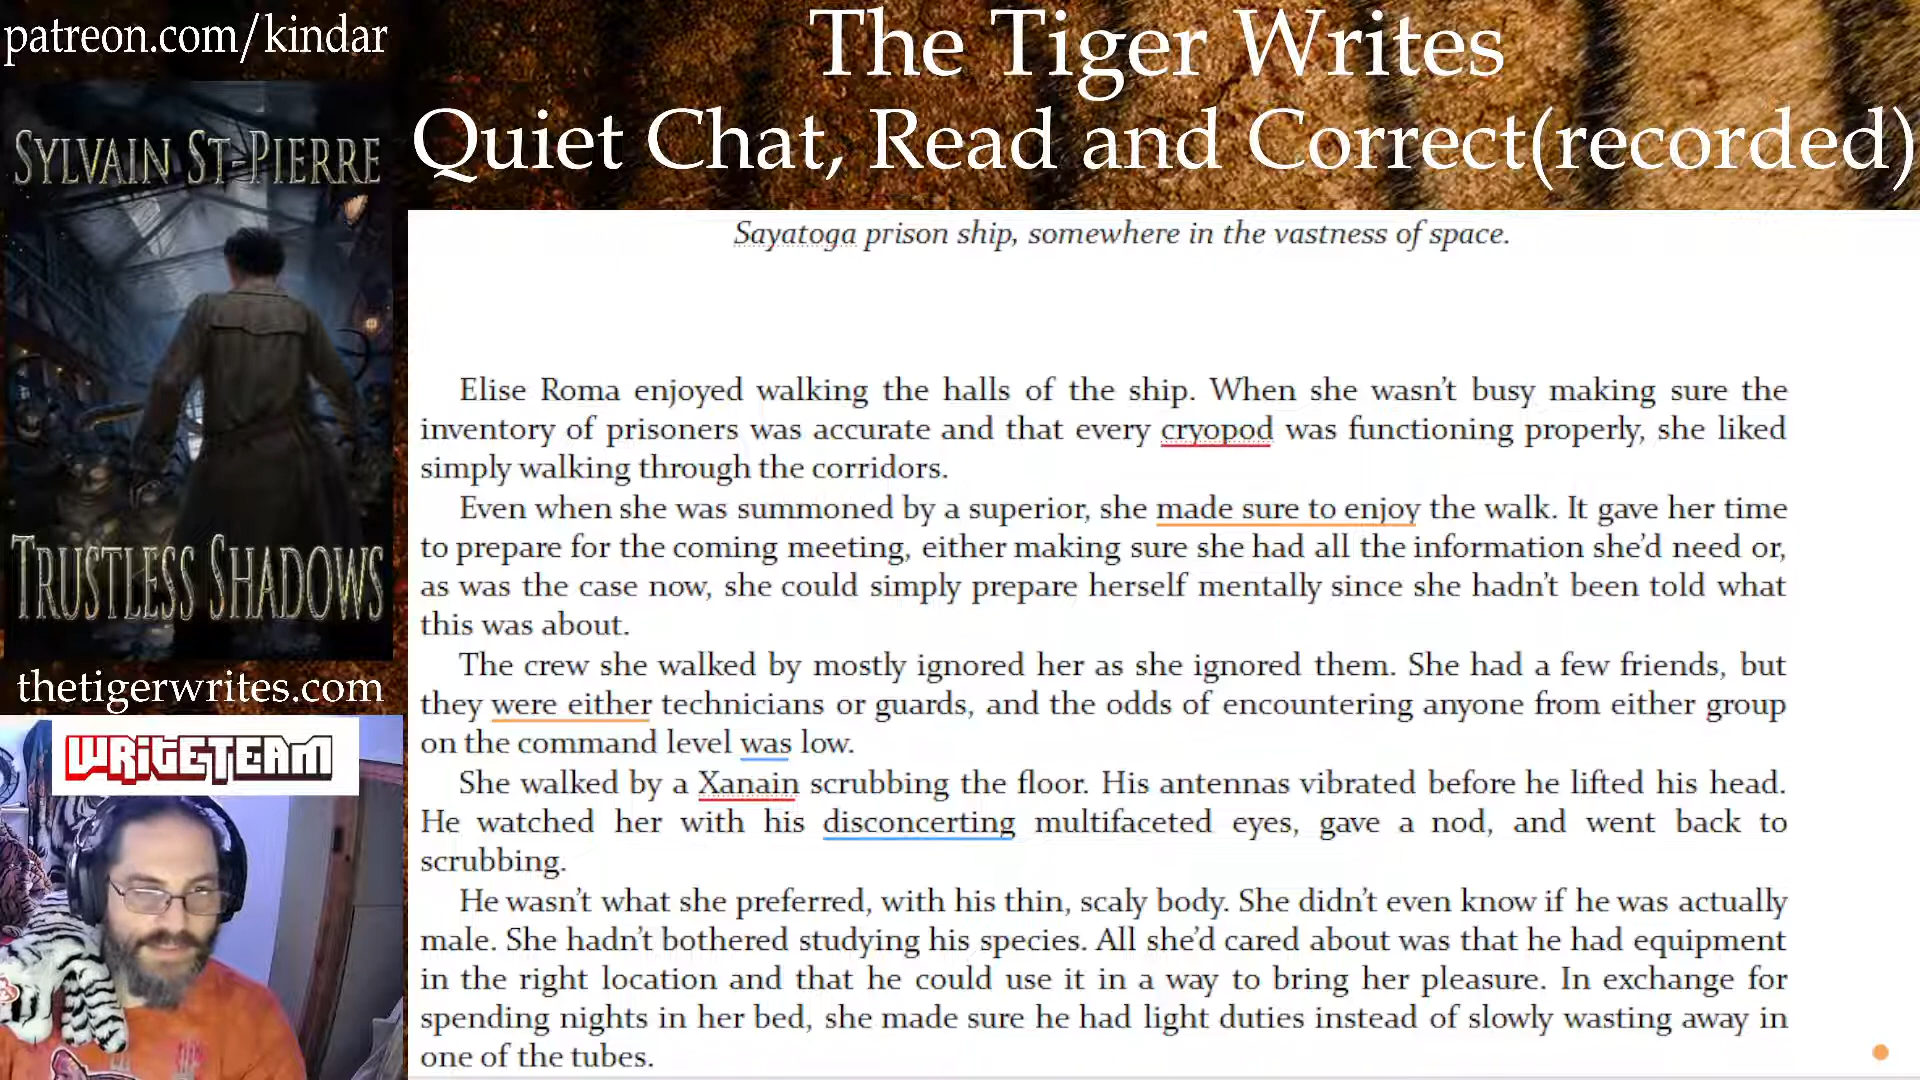 patreon.com/kindar
The Tiger Writes
Quiet Chat, Read and Correct(recorded)
SYLVAIN ST-PIERRE
TRUSTLESS SHADOWS
thetigerwrites.com
WRITETEAM
Sayatoga prison ship, somewhere in the vastness of space.
Elise Roma enjoyed walking the halls of the ship. When she wasn't busy making sure the
inventory of prisoners was accurate and that every cryopod was functioning properly, she liked
simply walking through the corridors.
Even when she was summoned by a superior, she made sure to enjoy the walk. It gave her time
to prepare for the coming meeting, either making sure she had all the information she'd need or,
as was the case now, she could simply prepare herself mentally since she hadn't been told what
this was about.
The crew she walked by mostly ignored her as she ignored them. She had a few friends, but
they were either technicians or guards, and the odds of encountering anyone from either group
on the command level was low.
She walked by a Xanain scrubbing the floor. His antennas vibrated before he lifted his head.
He watched her with his disconcerting multifaceted eyes, gave a nod, and went back to
scrubbing.
He wasn't what she preferred, with his thin, scaly body. She didn't even know if he was actually
male. She hadn't bothered studying his species. All she'd cared about was that he had equipment
in the right location and that he could use it in a way to bring her pleasure. In exchange for
spending nights in her bed, she made sure he had light duties instead of slowly wasting away in
one of the tubes.